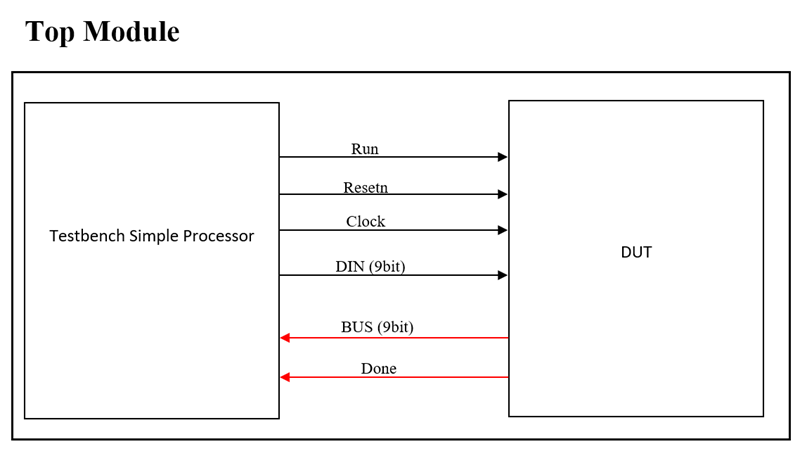 Top Module
Run
Resetn
Clock
Testbench Simple Processor
DUT
DIN (9bit)
BUS (9bit)
Done